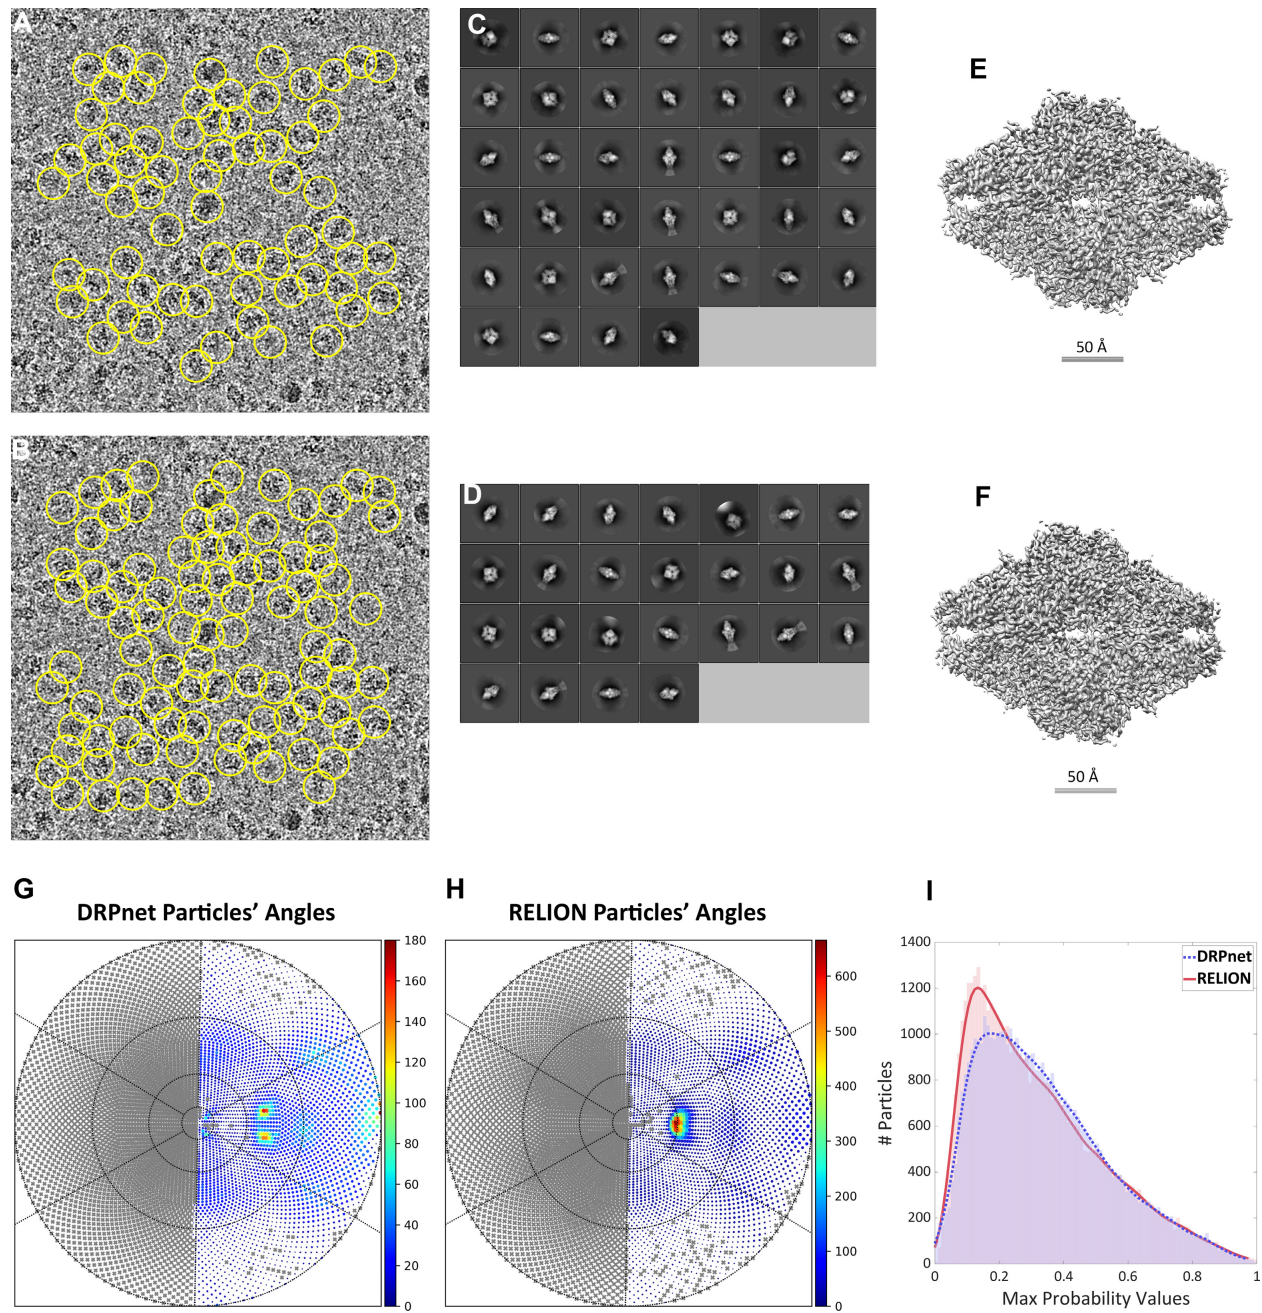 A
C
E
50 Å
B
D
F
50 Å
G
H
I
DRPnet Particles’ Angles
RELION Particles’ Angles
180
160
140
120
100
80
60
40
20
0
600
500
400
300
200
100
0
DRPnet
RELION
1400
1200
1000
800
600
400
200
0
# Particles
0
0.2
0.4
0.6
0.8
1
Max Probability Values